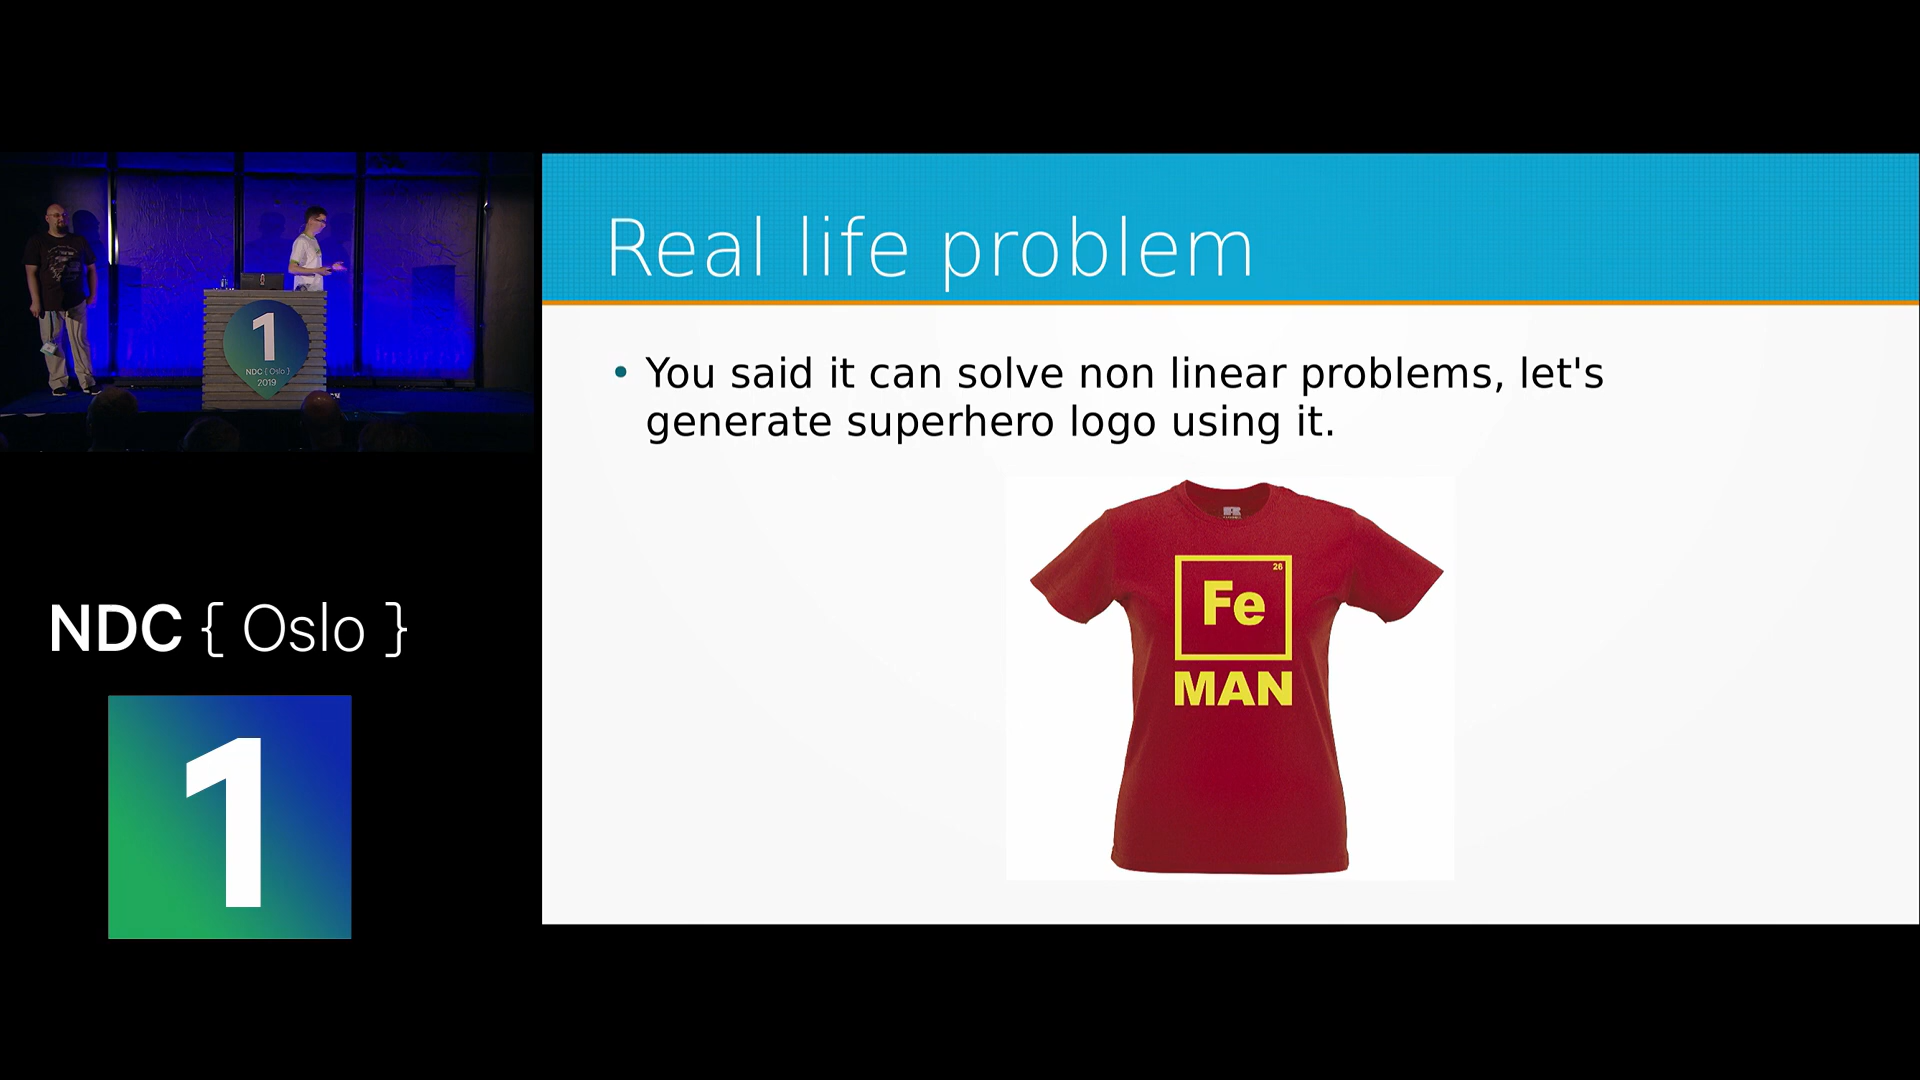 Real life problem
• You said it can solve non linear problems, let's
generate superhero logo using it.
26
Fe
MAN
1
NDC { Oslo }
2019
NDC { Oslo }
1